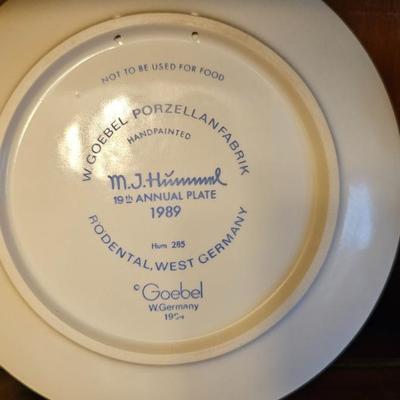 NOT TO BE USED FOR FOOD
W. GOEBEL PORZELLANFABRIK
HANDPAINTED
M.J. Hummel
19th ANNUAL PLATE
1989
Hum 285
RODENTAL, WEST GERMANY
© Goebel
W. Germany